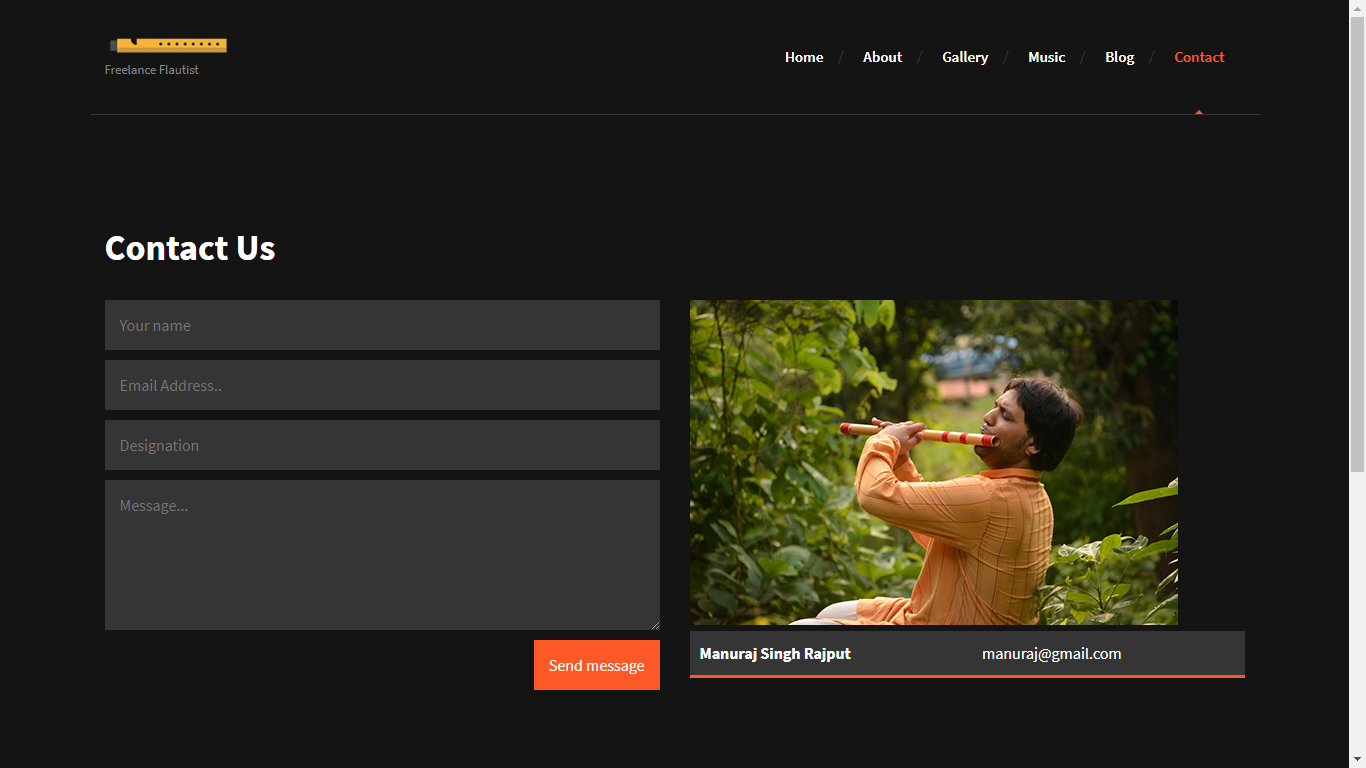 Freelance Flautist
Home / About / Gallery / Music / Blog / Contact
Contact Us
Your name
Email Address..
Designation
Message...
Send message
Manuraj Singh Rajput
manuraj@gmail.com